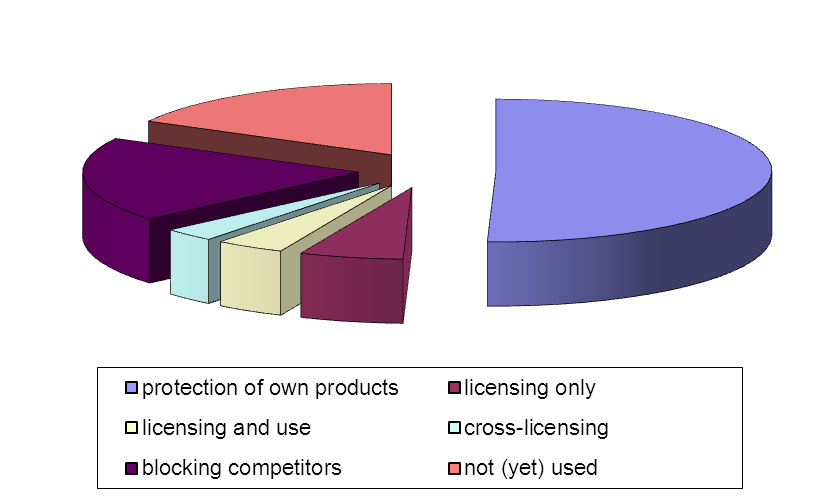 protection of own products
licensing only
licensing and use
cross-licensing
blocking competitors
not (yet) used